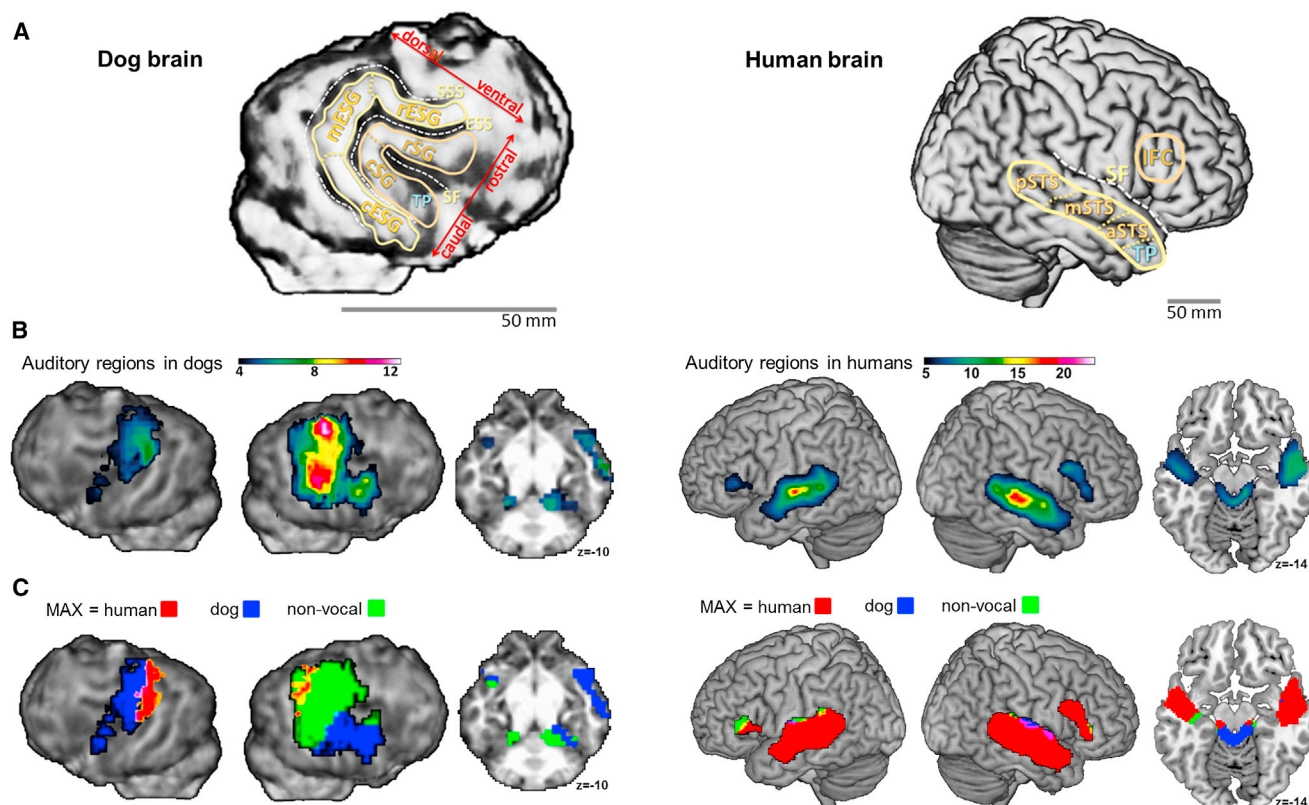 A
Dog brain
dorsal
ventral
SSS
rESG
mESG
ESS
rSG
cSG
rostral
TP
SF
cESG
caudal
50 mm
Human brain
IFC
SF
pSTS
mSTS
aSTS
TP
50 mm
B
Auditory regions in dogs
4 8 12
z=-10
Auditory regions in humans
5 10 15 20
z=-14
C
MAX = human dog non-vocal
z=-10
MAX = human dog non-vocal
z=-14